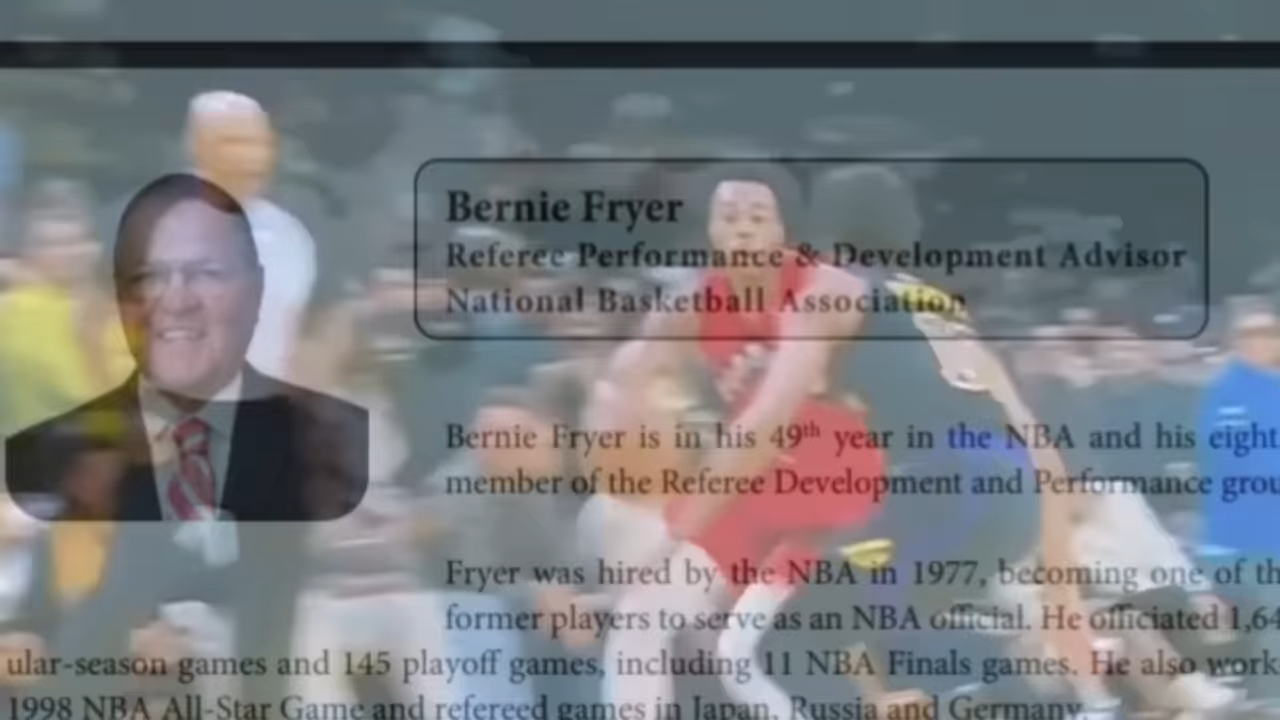 Bernie Fryer
Referee Performance & Development Advisor
National Basketball Association
Bernie Fryer is in his 49th year in the NBA and his eight
member of the Referee Development and Performance grou
Fryer was hired by the NBA in 1977, becoming one of th
former players to serve as an NBA official. He officiated 1,64
ular-season games and 145 playoff games, including 11 NBA Finals games. He also work
1998 NBA All-Star Game and refereed games in Japan, Russia and Germany.